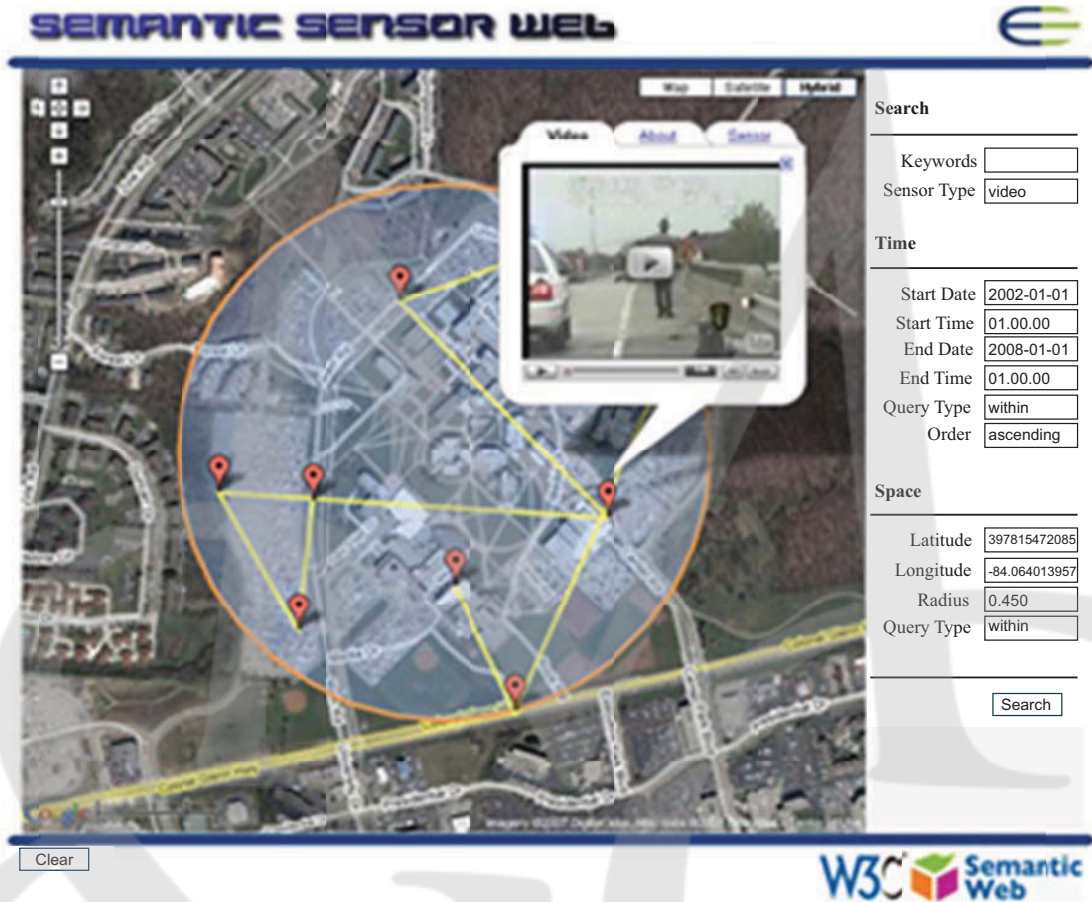 SEMANTIC SENSOR WEB
Map Satellite Hybrid
Video About Sensor
Search
Keywords
Sensor Type video
Time
Start Date 2002-01-01
Start Time 01.00.00
End Date 2008-01-01
End Time 01.00.00
Query Type within
Order ascending
Space
Latitude 397815472085
Longitude -84.064013957
Radius 0.450
Query Type within
Search
Google
Clear
W3C Semantic
Web